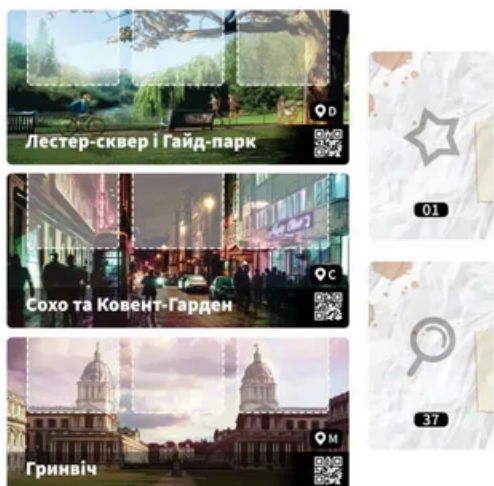 D
Лестер-сквер і Гайд-парк
01
C
Сохо та Ковент-Гарден
37
M
Гринвіч